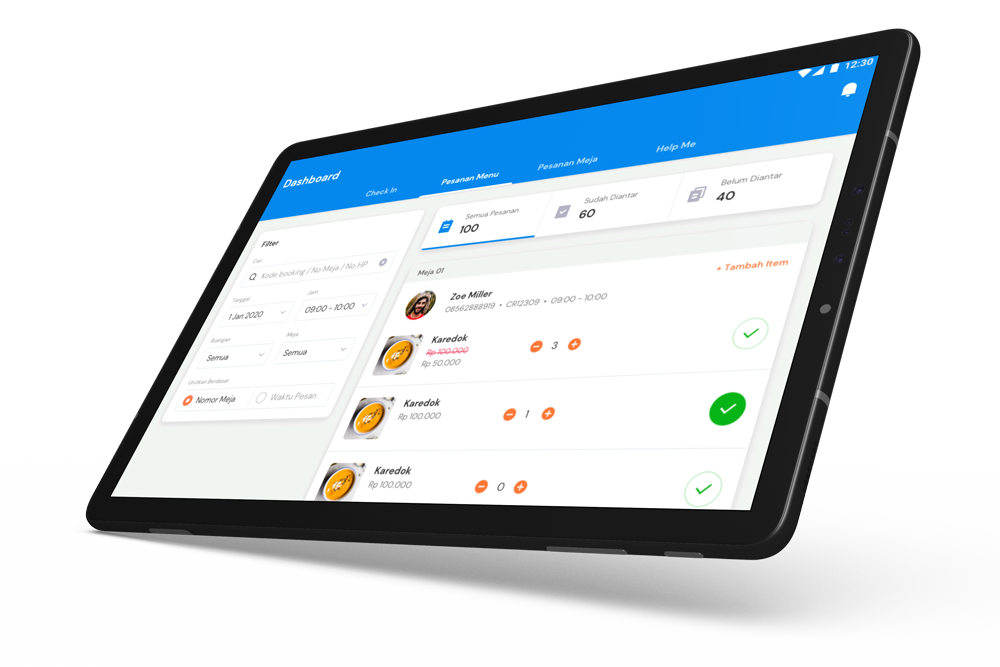 12:30
Dashboard
Check In
Pesanan Menu
Pesanan Meja
Help Me
Filter
Cari
Kode booking / No Meja / No HP
Tanggal
1 Jan 2020
Jam
09:00 - 10:00
Ruangan
Semua
Meja
Semua
Urutkan Berdasar
Nomor Meja
Waktu Pesan
Semua Pesanan
100
Sudah Diantar
60
Belum Diantar
40
Meja 01
+ Tambah Item
Zoe Miller
08562888919 • CR12309 • 09:00 - 10:00
Karedok
Rp 100.000
Rp 50.000
3
Karedok
Rp 100.000
1
Karedok
Rp 100.000
0